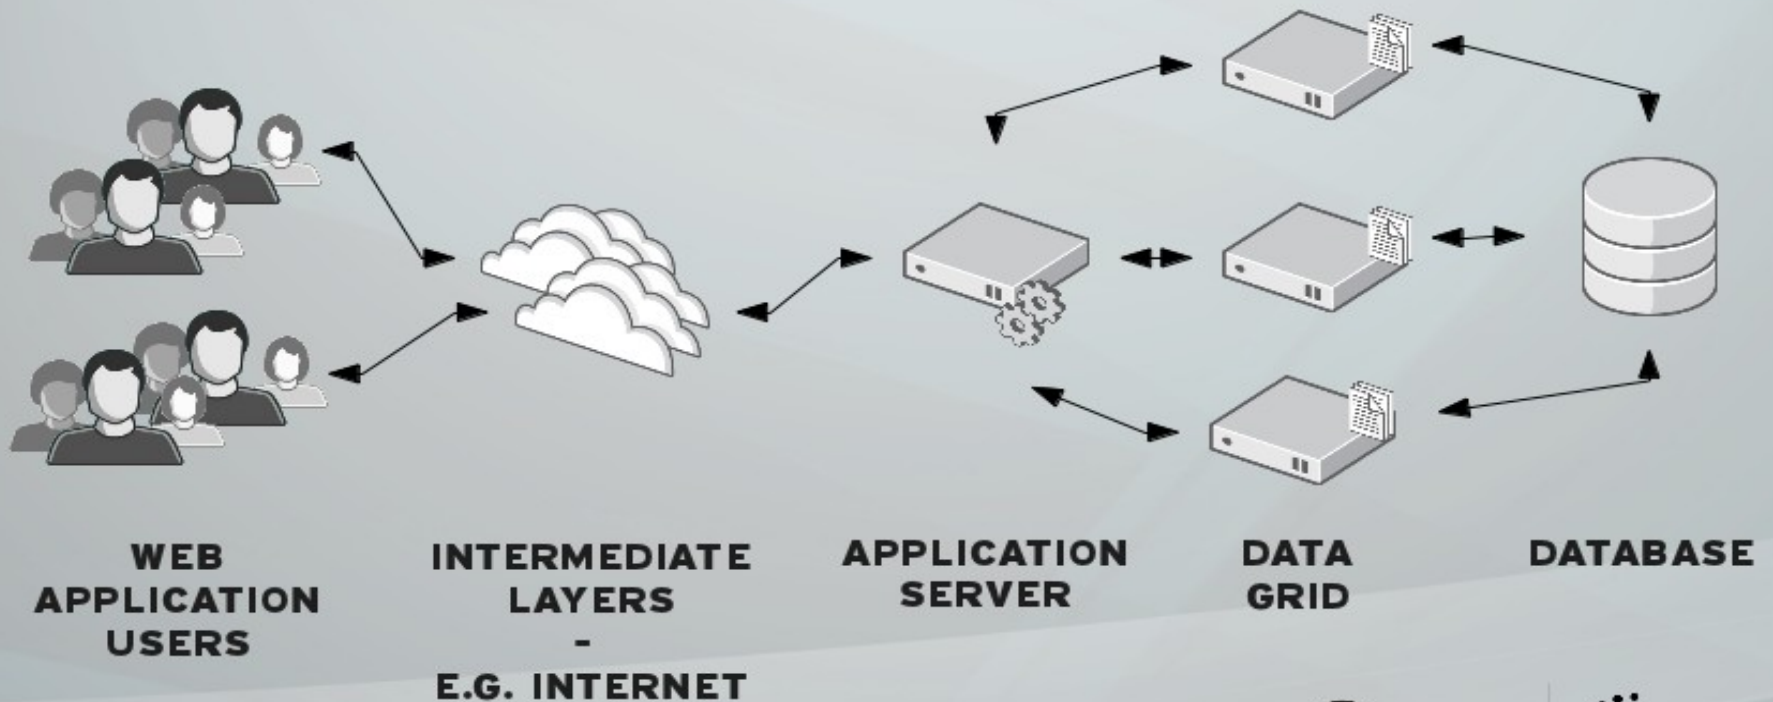 WEB
APPLICATION
USERS
INTERMEDIATE
LAYERS
-
E.G. INTERNET
APPLICATION
SERVER
DATA
GRID
DATABASE